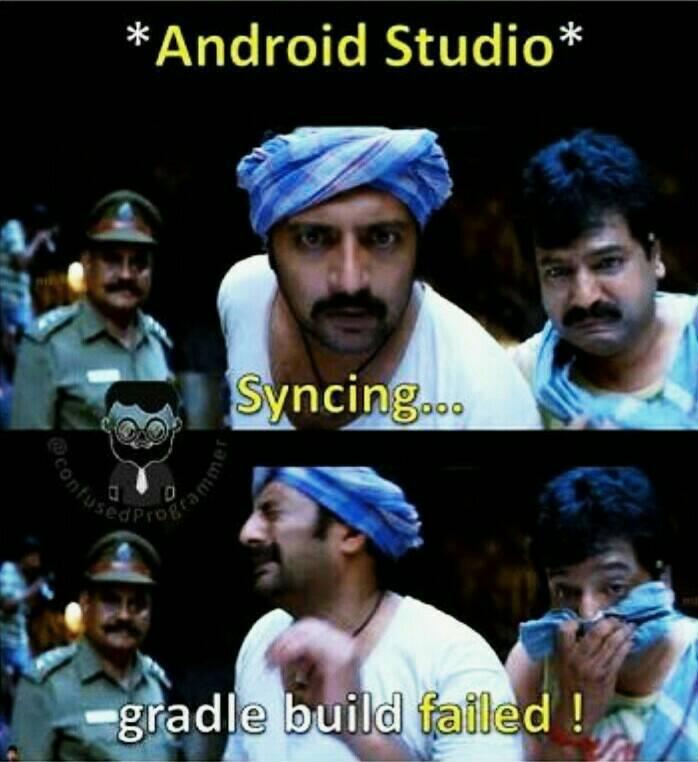 *Android Studio*
Syncing...
@confusedProgrammer
gradle build failed !